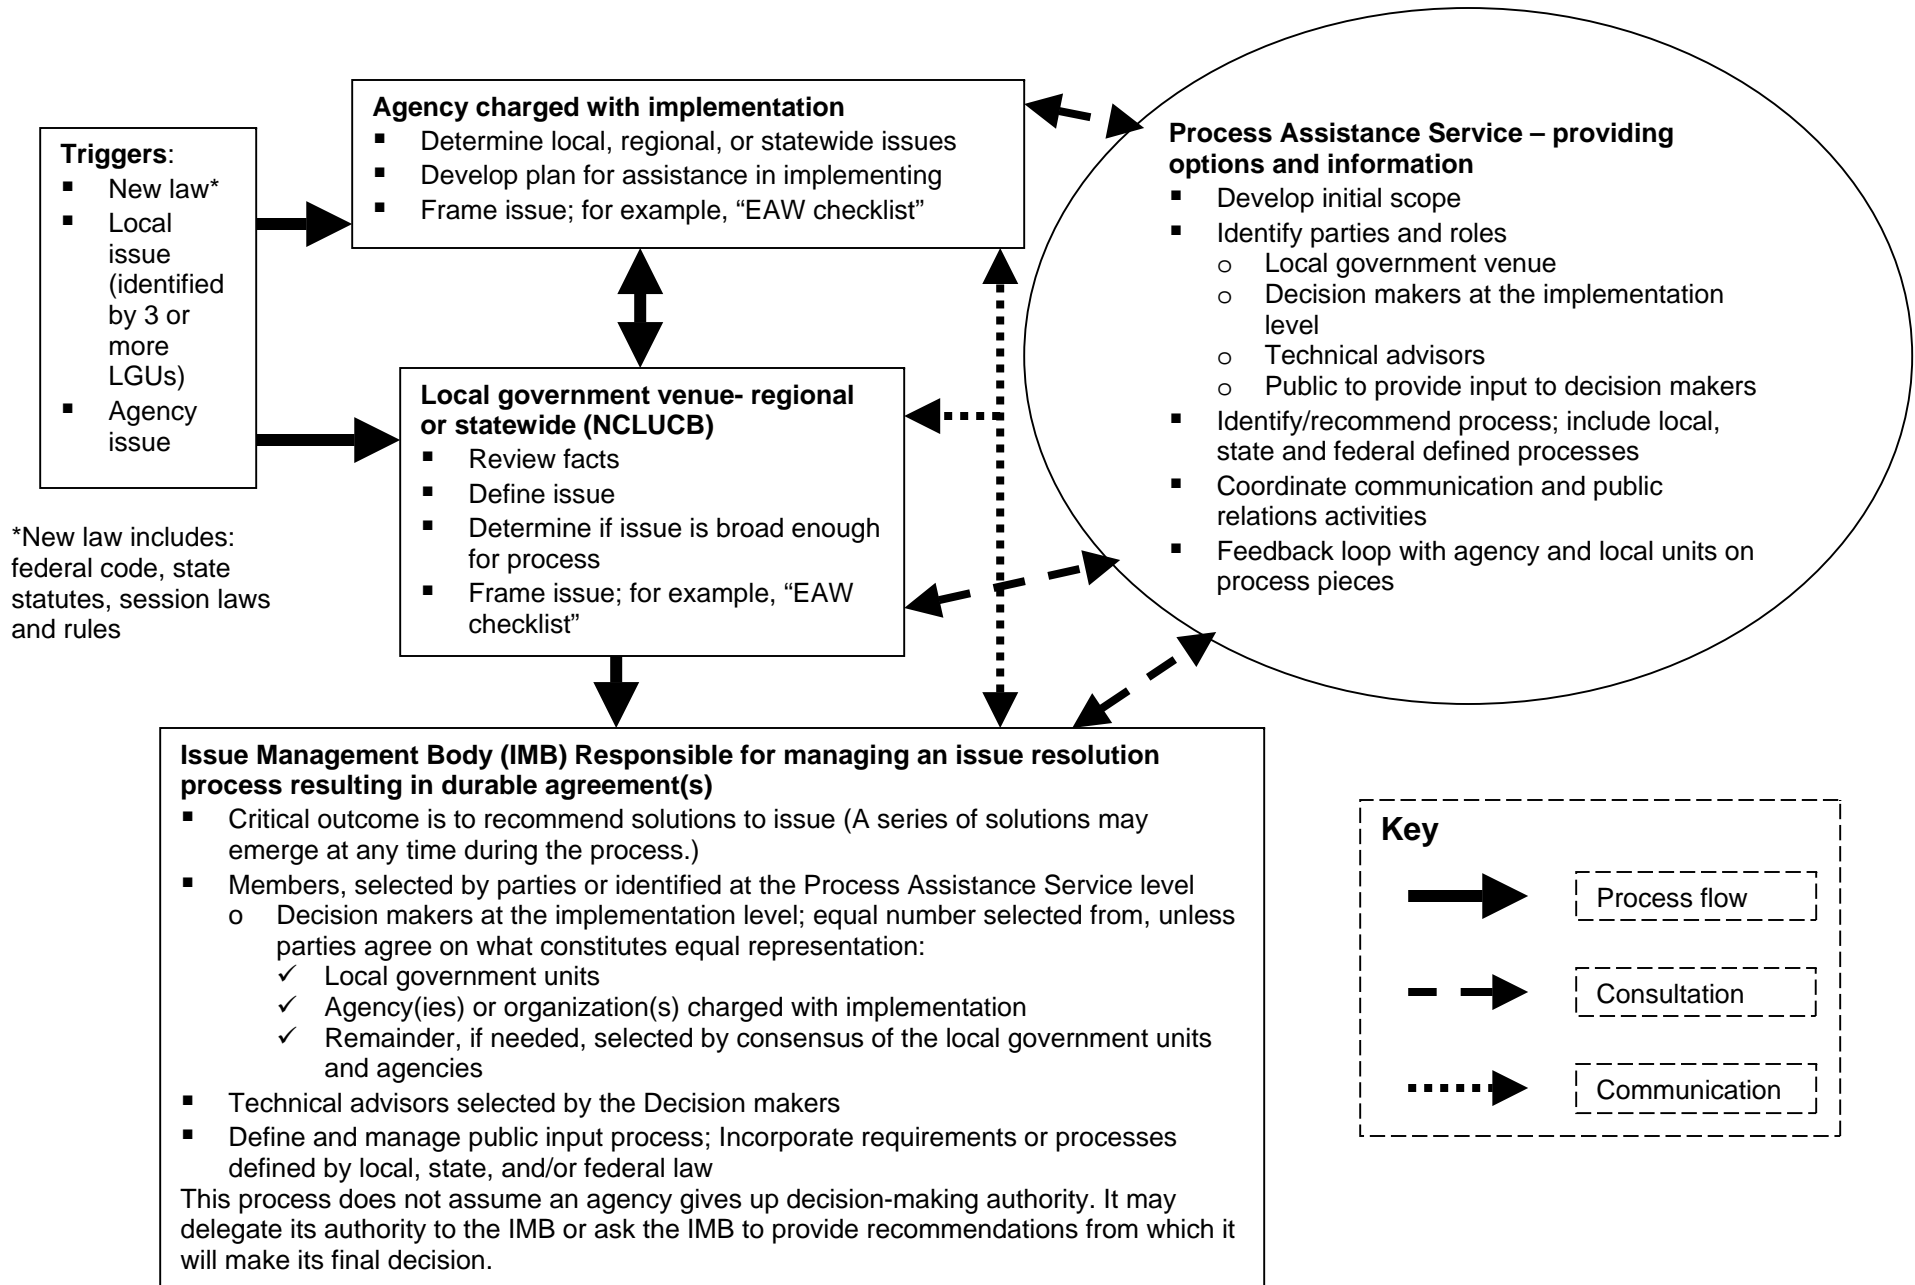 Triggers:
▪ New law*
▪ Local
issue
(identified
by 3 or
more
LGUs)
▪ Agency
issue
*New law includes:
federal code, state
statutes, session laws
and rules
Agency charged with implementation
▪ Determine local, regional, or statewide issues
▪ Develop plan for assistance in implementing
▪ Frame issue; for example, “EAW checklist”
Local government venue- regional
or statewide (NCLUCB)
▪ Review facts
▪ Define issue
▪ Determine if issue is broad enough
for process
▪ Frame issue; for example, “EAW
checklist”
Process Assistance Service – providing
options and information
▪ Develop initial scope
▪ Identify parties and roles
o Local government venue
o Decision makers at the implementation
level
o Technical advisors
o Public to provide input to decision makers
▪ Identify/recommend process; include local,
state and federal defined processes
▪ Coordinate communication and public
relations activities
▪ Feedback loop with agency and local units on
process pieces
Issue Management Body (IMB) Responsible for managing an issue resolution
process resulting in durable agreement(s)
▪ Critical outcome is to recommend solutions to issue (A series of solutions may
emerge at any time during the process.)
▪ Members, selected by parties or identified at the Process Assistance Service level
o Decision makers at the implementation level; equal number selected from, unless
parties agree on what constitutes equal representation:
✓ Local government units
✓ Agency(ies) or organization(s) charged with implementation
✓ Remainder, if needed, selected by consensus of the local government units
and agencies
▪ Technical advisors selected by the Decision makers
▪ Define and manage public input process; Incorporate requirements or processes
defined by local, state, and/or federal law
This process does not assume an agency gives up decision-making authority. It may
delegate its authority to the IMB or ask the IMB to provide recommendations from which it
will make its final decision.
Key
Process flow
Consultation
Communication